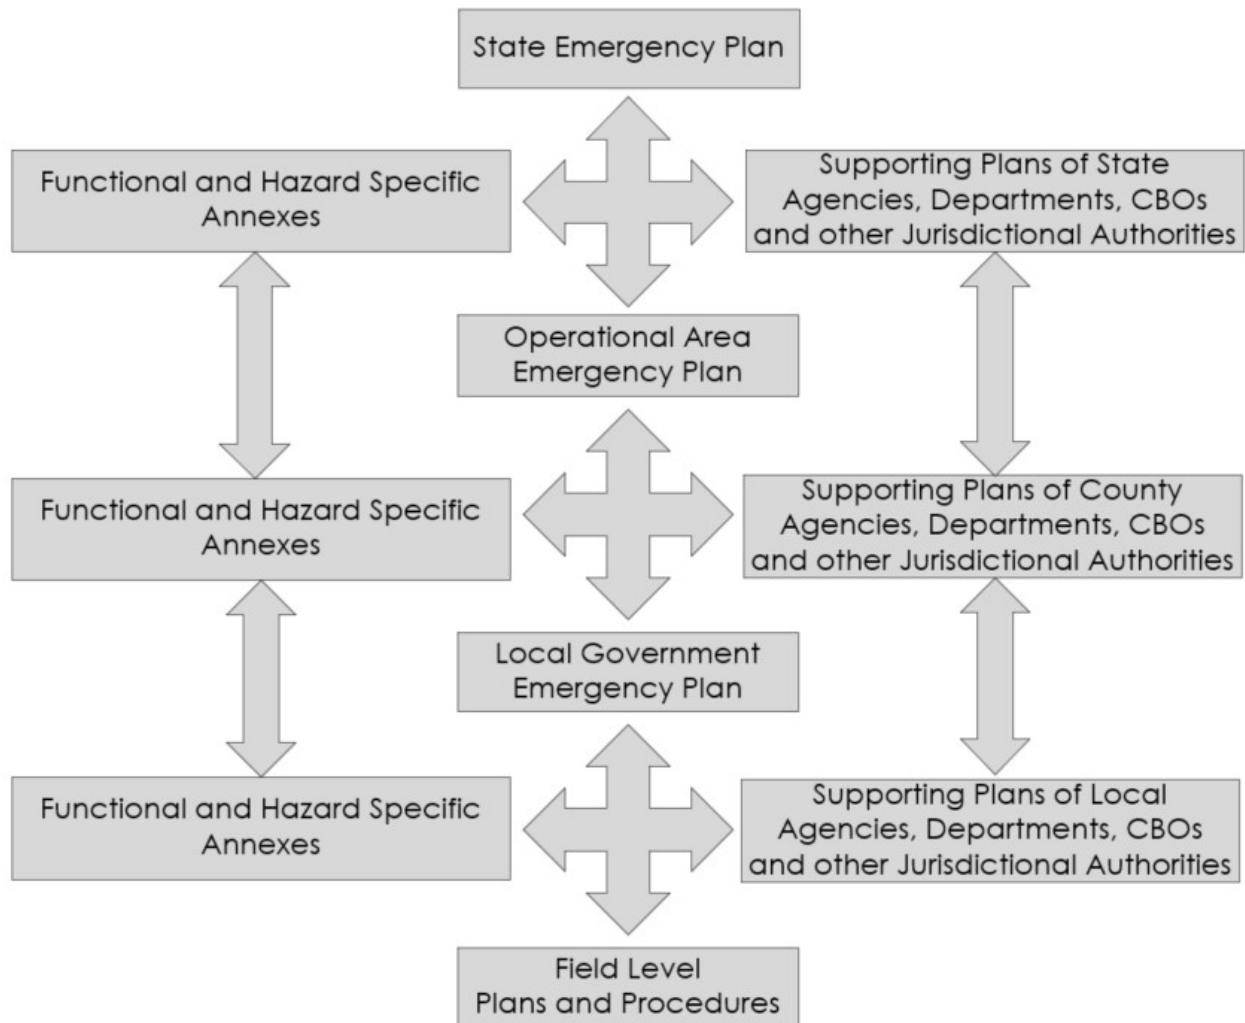 State Emergency Plan
Functional and Hazard Specific
Annexes
Supporting Plans of State
Agencies, Departments, CBOs
and other Jurisdictional Authorities
Operational Area
Emergency Plan
Functional and Hazard Specific
Annexes
Supporting Plans of County
Agencies, Departments, CBOs
and other Jurisdictional Authorities
Local Government
Emergency Plan
Functional and Hazard Specific
Annexes
Supporting Plans of Local
Agencies, Departments, CBOs
and other Jurisdictional Authorities
Field Level
Plans and Procedures